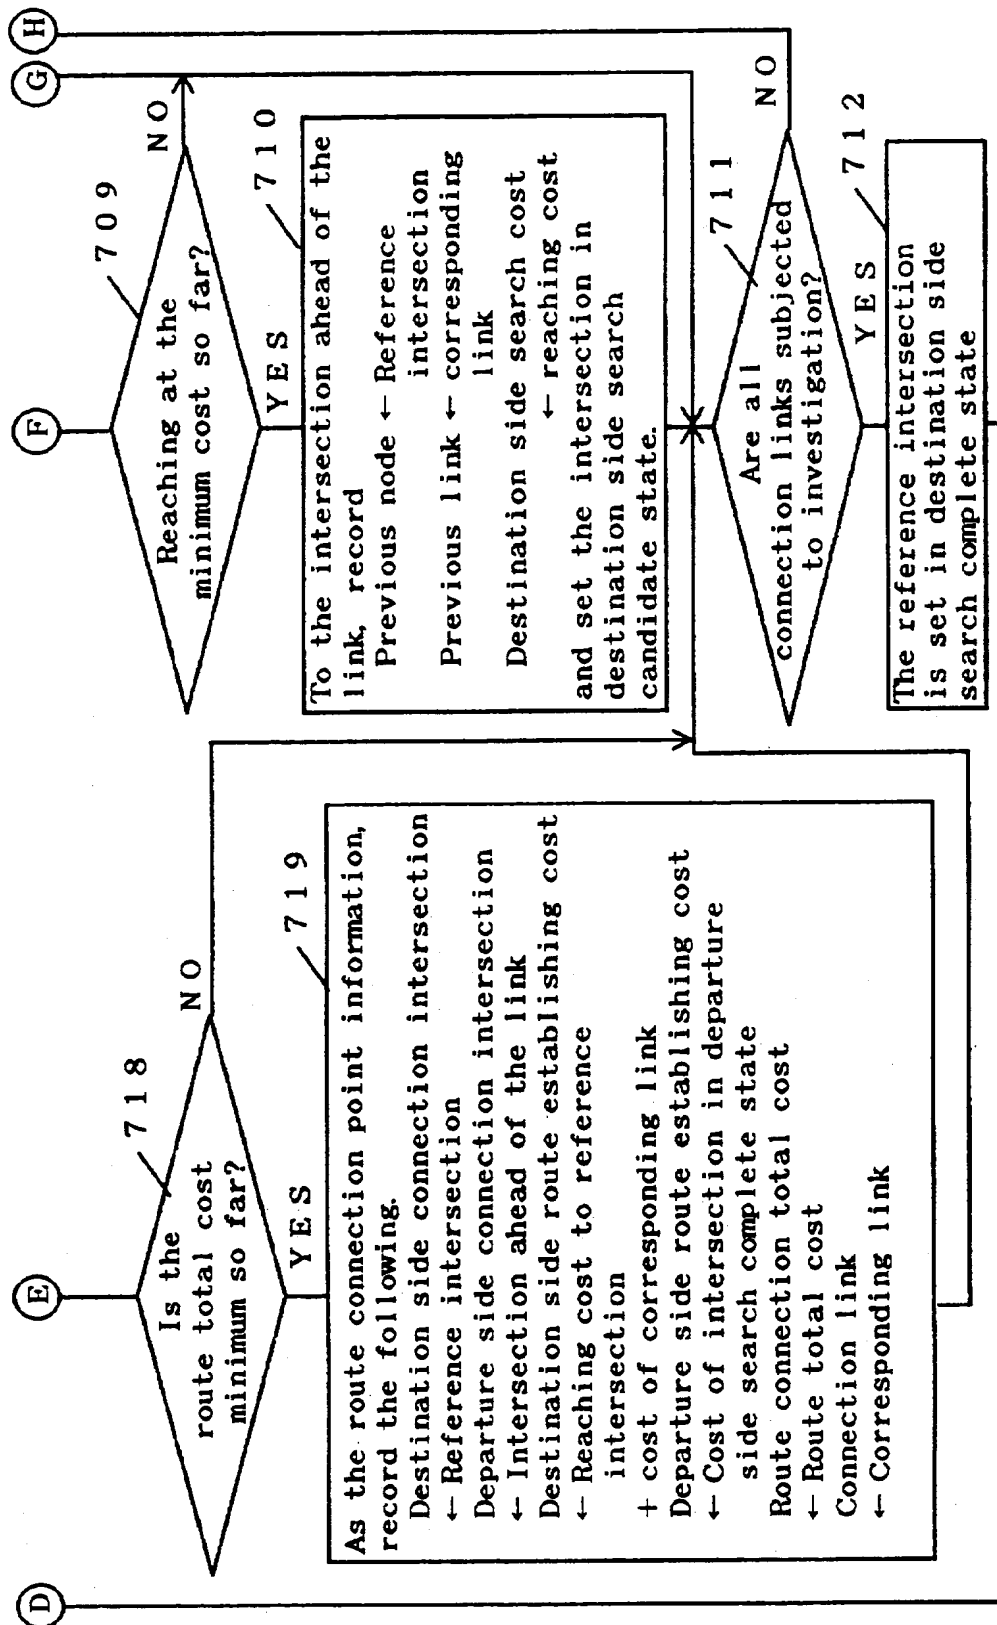 D
E
F
G
H
Is the
route total cost
minimum so far?
718
NO
YES
719
As the route connection point information,
record the following.
Destination side connection intersection
← Reference intersection
Departure side connection intersection
← Intersection ahead of the link
Destination side route establishing cost
← Reaching cost to reference
intersection
+ cost of corresponding link
Departure side route establishing cost
← Cost of intersection in departure
side search complete state
Route connection total cost
← Route total cost
Connection link
← Corresponding link
Reaching at the
minimum cost so far?
709
NO
YES
710
To the intersection ahead of the
link, record
Previous node ← Reference
intersection
Previous link ← corresponding
link
Destination side search cost
← reaching cost
and set the intersection in
destination side search
candidate state.
Are all
connection links subjected
to investigation?
711
NO
YES
712
The reference intersection
is set in destination side
search complete state